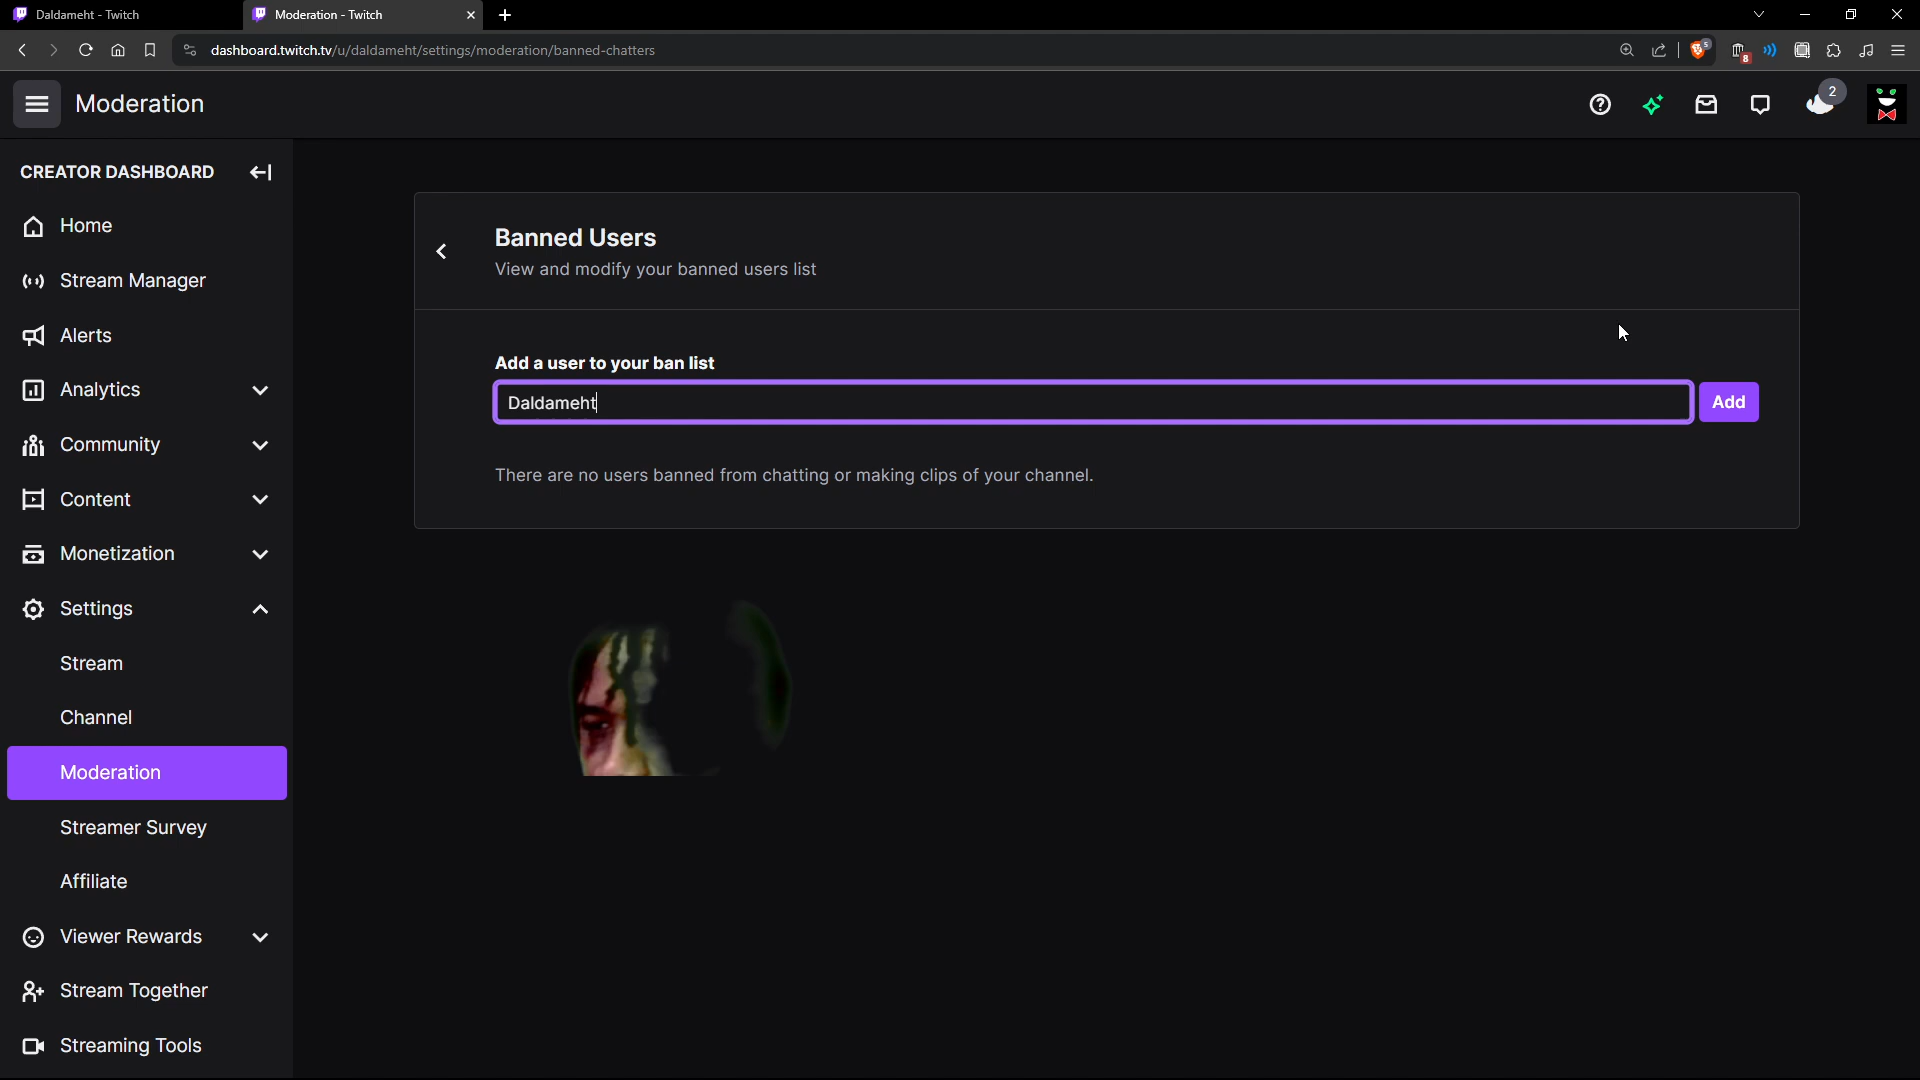 Daldameht - Twitch
Moderation - Twitch
dashboard.twitch.tv/u/daldameht/settings/moderation/banned-chatters
5
8
Moderation
2
CREATOR DASHBOARD
Home
Stream Manager
Alerts
Analytics
Community
Content
Monetization
Settings
Stream
Channel
Moderation
Streamer Survey
Affiliate
Viewer Rewards
Stream Together
Streaming Tools
Banned Users
View and modify your banned users list
Add a user to your ban list
Daldameht
Add
There are no users banned from chatting or making clips of your channel.